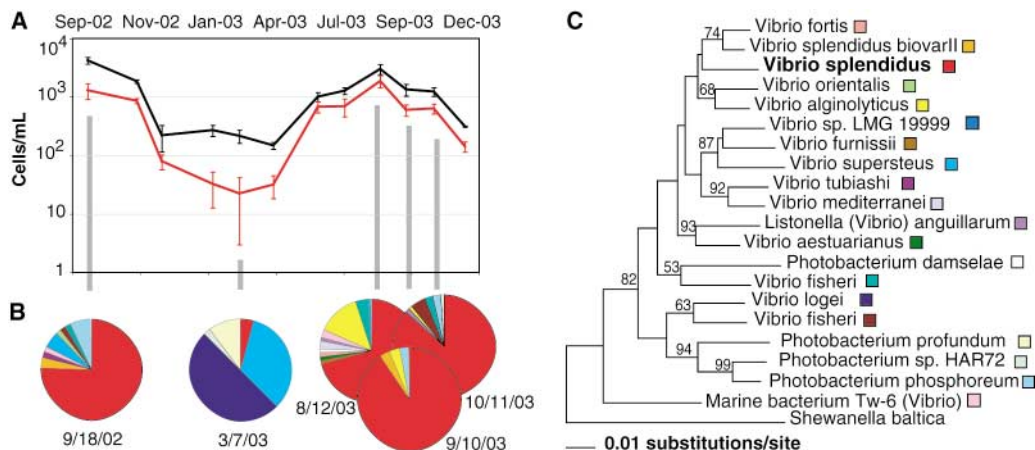 A
Sep-02 Nov-02 Jan-03 Apr-03 Jul-03 Sep-03 Dec-03
Cells/mL
10^4
10^3
10^2
10
1
B
9/18/02
3/7/03
8/12/03
9/10/03
10/11/03
C
Vibrio fortis
74
Vibrio splendidus biovarII
Vibrio splendidus
Vibrio orientalis
68
Vibrio alginolyticus
Vibrio sp. LMG 19999
87
Vibrio furnissii
Vibrio supersteus
Vibrio tubiashi
92
Vibrio mediterranei
Listonella (Vibrio) anguillarum
93
Vibrio aestuarianus
Photobacterium damselae
53
82
Vibrio fisheri
Vibrio logei
63
Vibrio fisheri
Photobacterium profundum
94
Photobacterium sp. HAR72
99
Photobacterium phosphoreum
Marine bacterium Tw-6 (Vibrio)
Shewanella baltica
0.01 substitutions/site